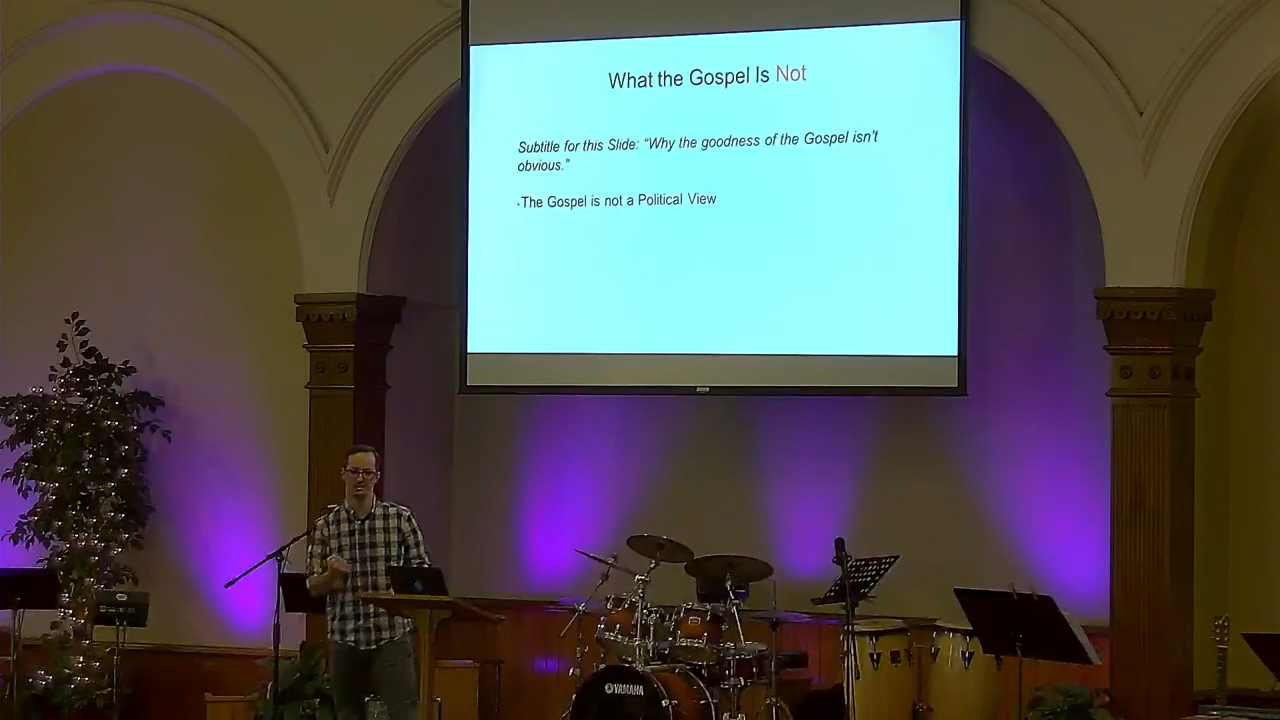 What the Gospel Is Not
Subtitle for this Slide: "Why the goodness of the Gospel isn't
obvious."
•The Gospel is not a Political View
YAMAHA